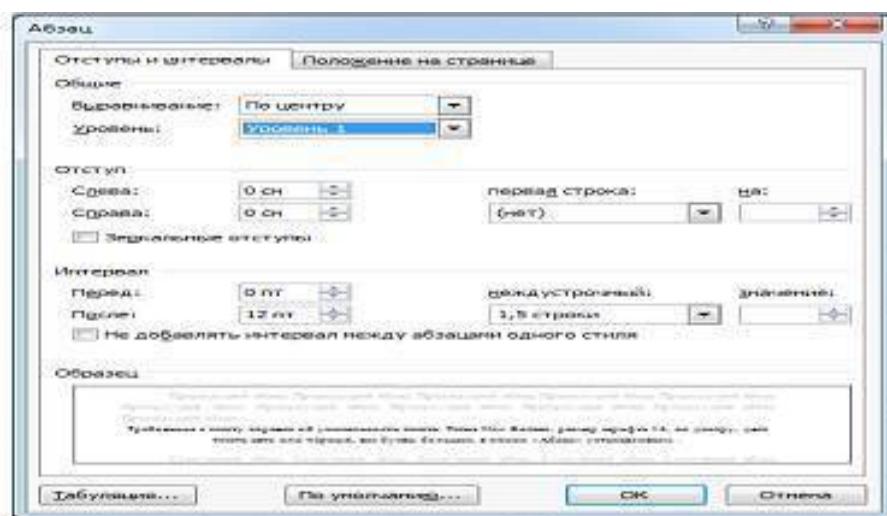 Абзац
Отступы и интервалы Положение на странице
Общие
Выравнивание: По центру
Уровень: Уровень 1
Отступ
Слева: 0 см первая строка: на:
Справа: 0 см (нет)
Зеркальные отступы
Интервал
Перед: 0 пт междустрочный: значение:
После: 12 пт 1,5 строки
Не добавлять интервал между абзацами одного стиля
Образец
Табуляция... По умолчанию... ОК Отмена